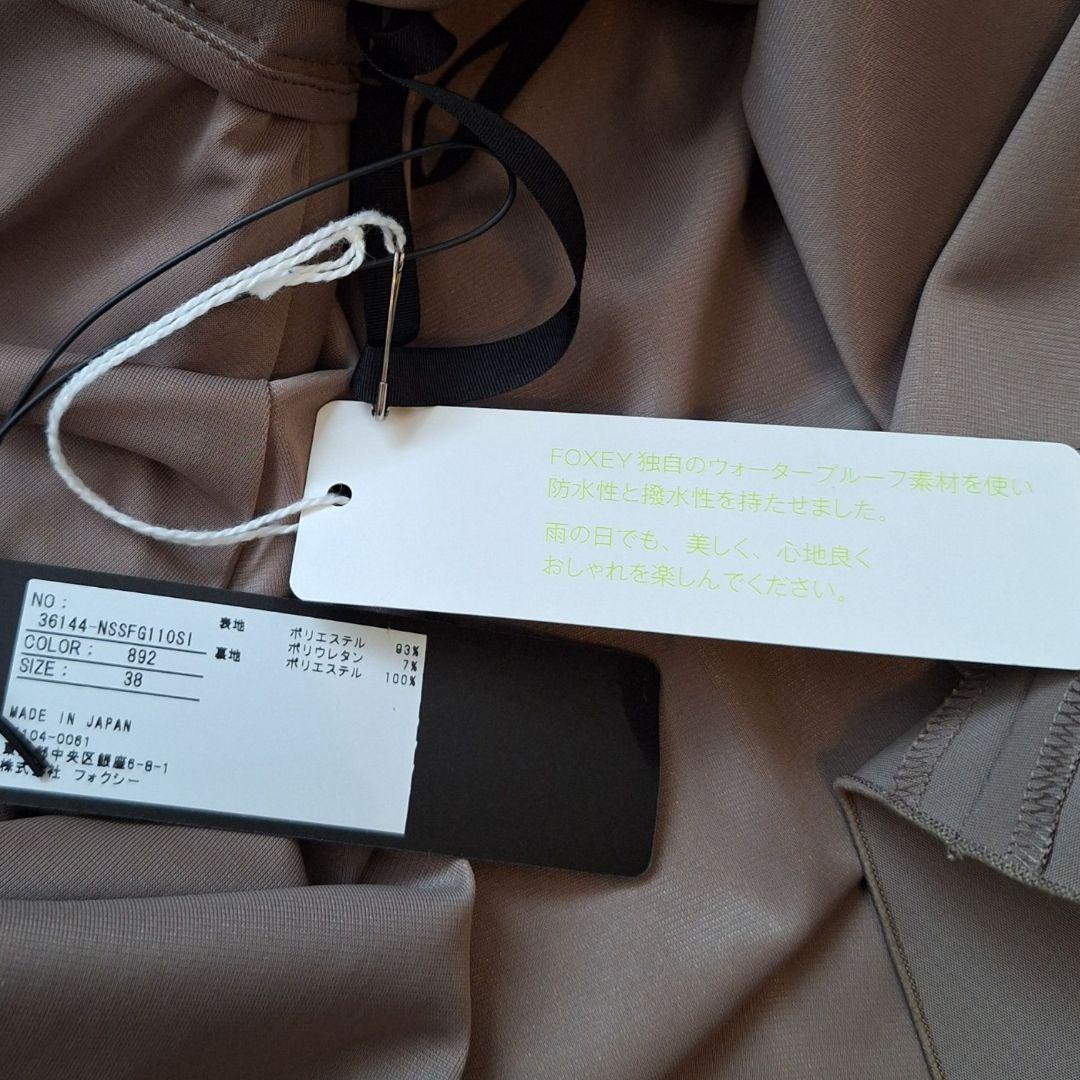 FOXEY 独自のウォータープルーフ素材を使い
防水性と撥水性を持たせました。
雨の日でも、美しく、心地良く
おしゃれを楽しんでください。
NO :
36144-NSSFG110SI
COLOR : 892
SIZE : 38
表地 ポリエステル 93%
ポリウレタン 7%
裏地 ポリエステル 100%
MADE IN JAPAN
104-0061
東 都中央区銀座6-8-1
株式会社 フォクシー